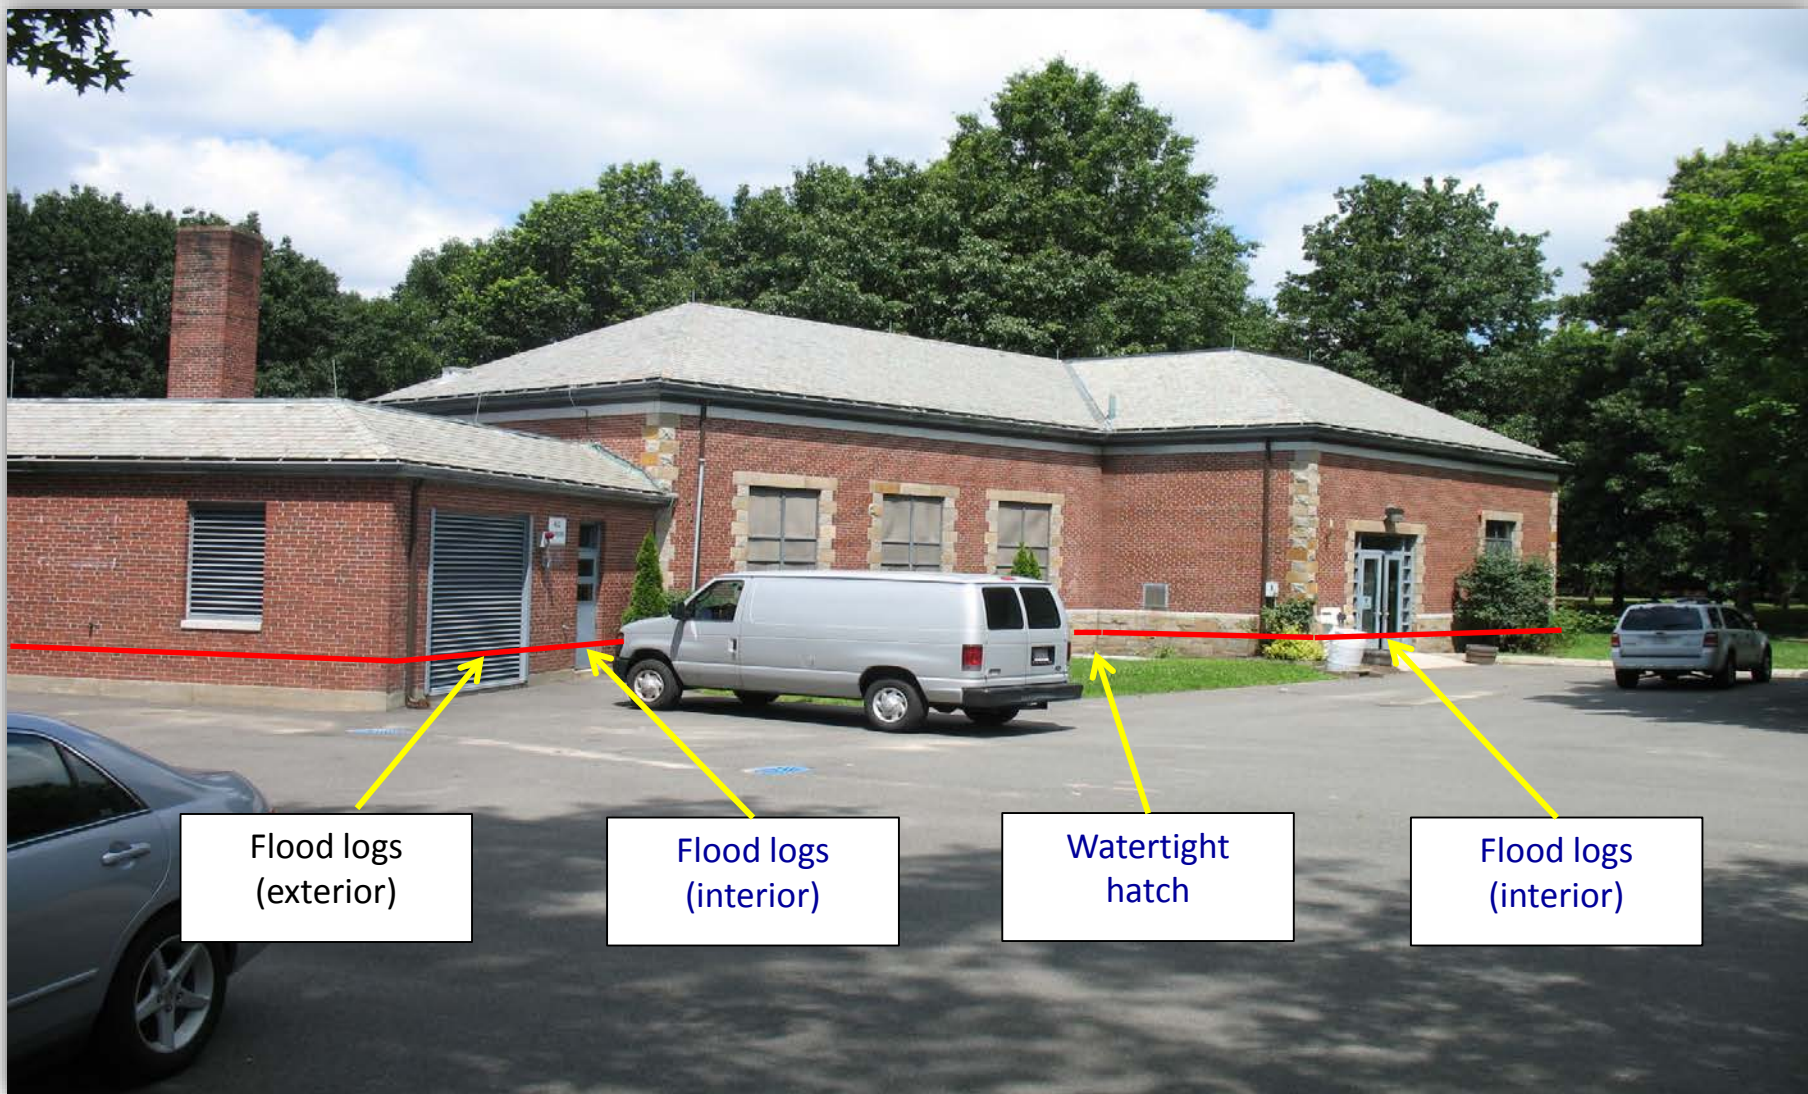 Flood logs
(exterior)
Flood logs
(interior)
Watertight
hatch
Flood logs
(interior)